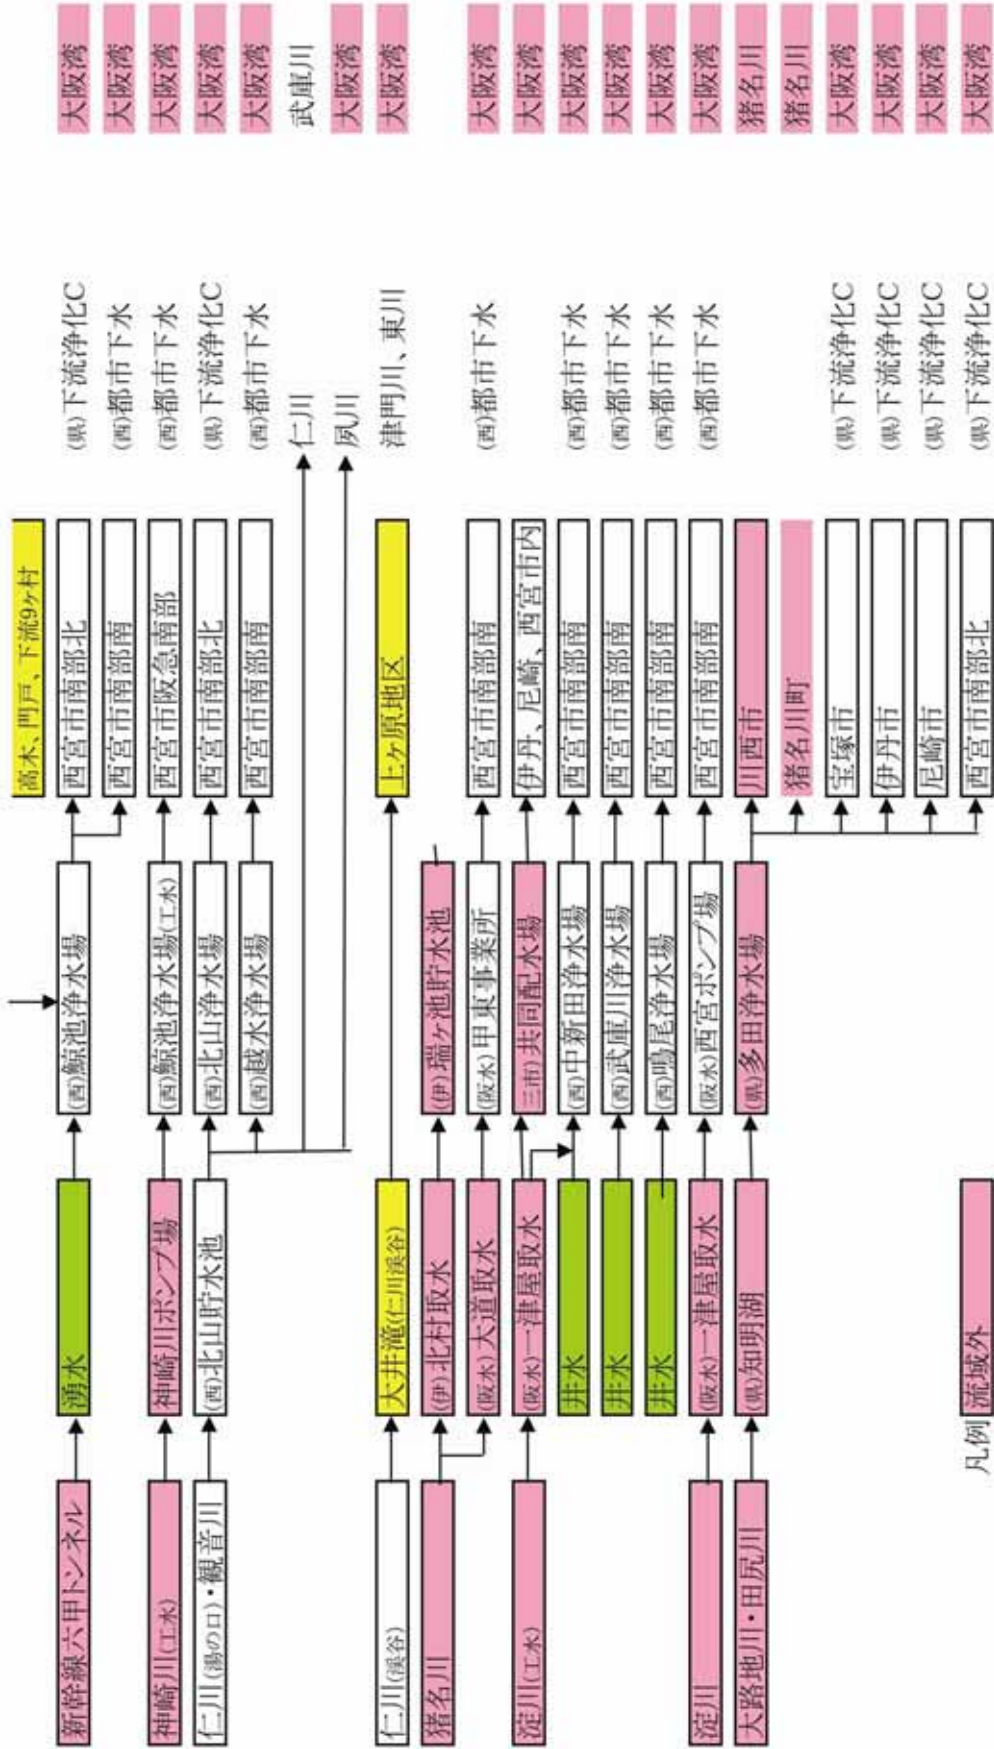 高木、門戸、下流9ヶ村
新幹線六甲トンネル 湧水 (西)鯨池浄水場 西宮市南部北 (県)下流浄化C 大阪湾
西宮市南部南 (西)都市下水 大阪湾
神崎川(工水) 神崎川ポンプ場 (西)鯨池浄水場(工水) 西宮市阪急南部 (西)都市下水 大阪湾
仁川(湯の口)・観音川 (西)北山貯水池 (西)北山浄水場 西宮市南部北 (県)下流浄化C 大阪湾
(西)越水浄水場 西宮市南部南 (西)都市下水 大阪湾
仁川 武庫川
夙川 大阪湾
仁川(渓谷) 大井滝(仁川渓谷) 上ヶ原地区 津門川、東川 大阪湾
猪名川 (伊)北村取水 (伊)瑞ヶ池貯水池
(阪水)大道取水 (阪水)甲東事業所 西宮市南部南 (西)都市下水 大阪湾
淀川(工水) (阪水)一津屋取水 三市)共同配水場 伊丹、尼崎、西宮市内 大阪湾
井水 (西)中新田浄水場 西宮市南部南 (西)都市下水 大阪湾
井水 (西)武庫川浄水場 西宮市南部南 (西)都市下水 大阪湾
井水 (西)鳴尾浄水場 西宮市南部南 (西)都市下水 大阪湾
淀川 (阪水)一津屋取水 (阪水)西宮ポンプ場 西宮市南部南 (西)都市下水 大阪湾
大路地川・田尻川 (県)知明湖 (県)多田浄水場 川西市 猪名川
猪名川町 猪名川
宝塚市 (県)下流浄化C 大阪湾
伊丹市 (県)下流浄化C 大阪湾
尼崎市 (県)下流浄化C 大阪湾
凡例 流域外 西宮市南部北 (県)下流浄化C 大阪湾